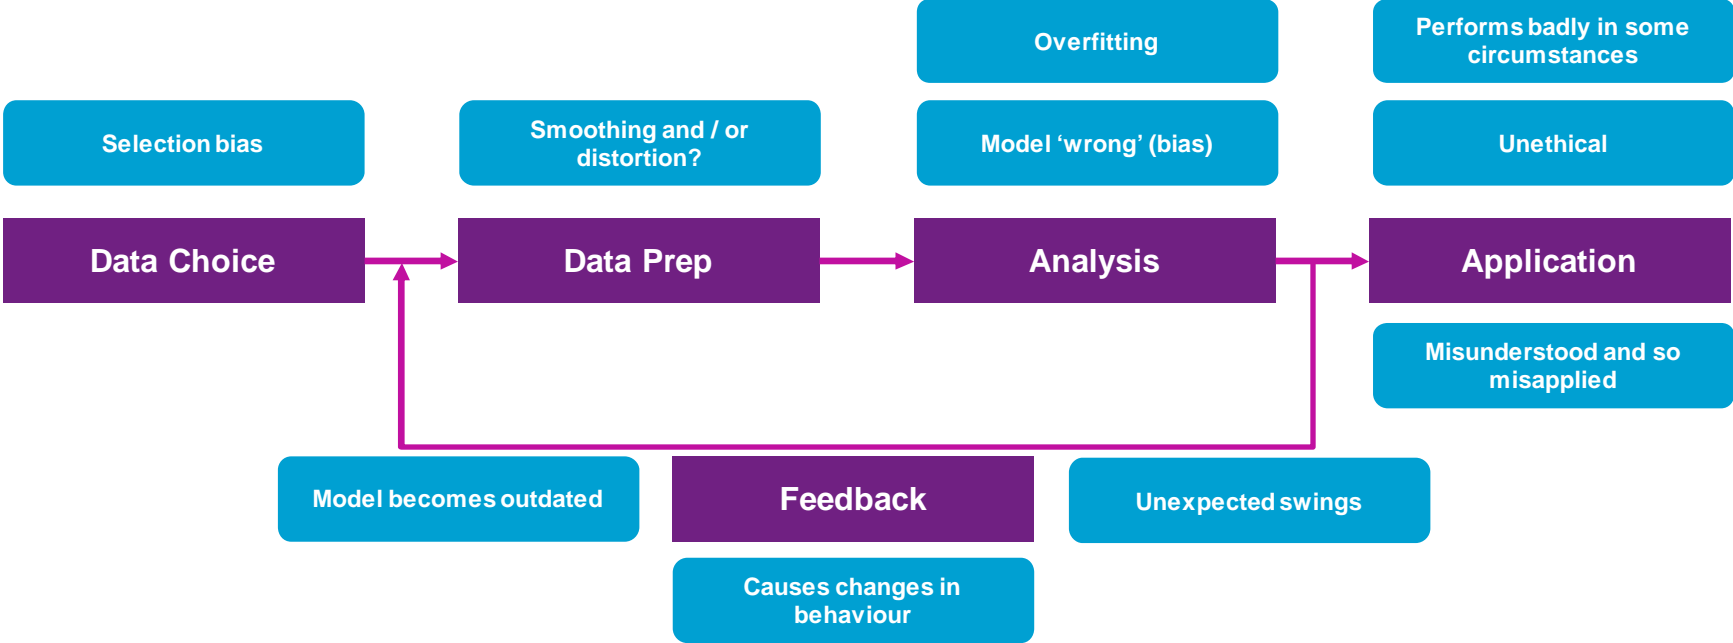 Overfitting
Performs badly in some
circumstances
Selection bias
Smoothing and / or
distortion?
Model ‘wrong’ (bias)
Unethical
Data Choice
Data Prep
Analysis
Application
Misunderstood and so
misapplied
Model becomes outdated
Feedback
Unexpected swings
Causes changes in
behaviour